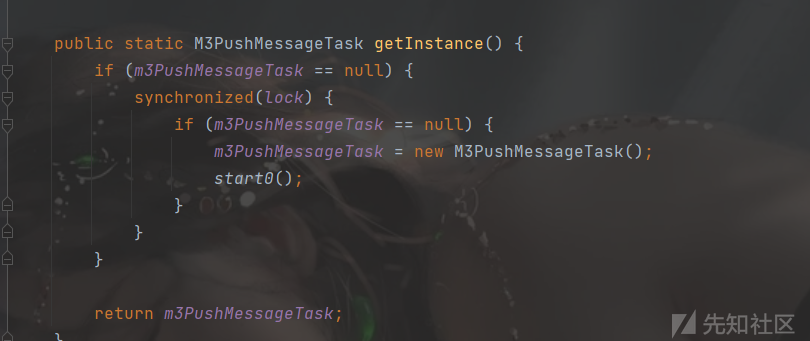 public static M3PushMessageTask getInstance() {
if (m3PushMessageTask == null) {
synchronized(lock) {
if (m3PushMessageTask == null) {
m3PushMessageTask = new M3PushMessageTask();
start0();
}
}
}
return m3PushMessageTask;
}
先知社区